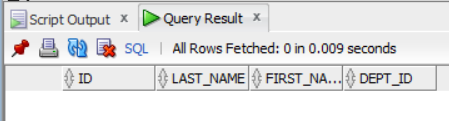 Script Output x Query Result x
SQL | All Rows Fetched: 0 in 0.009 seconds
ID LAST_NAME FIRST_NA... DEPT_ID